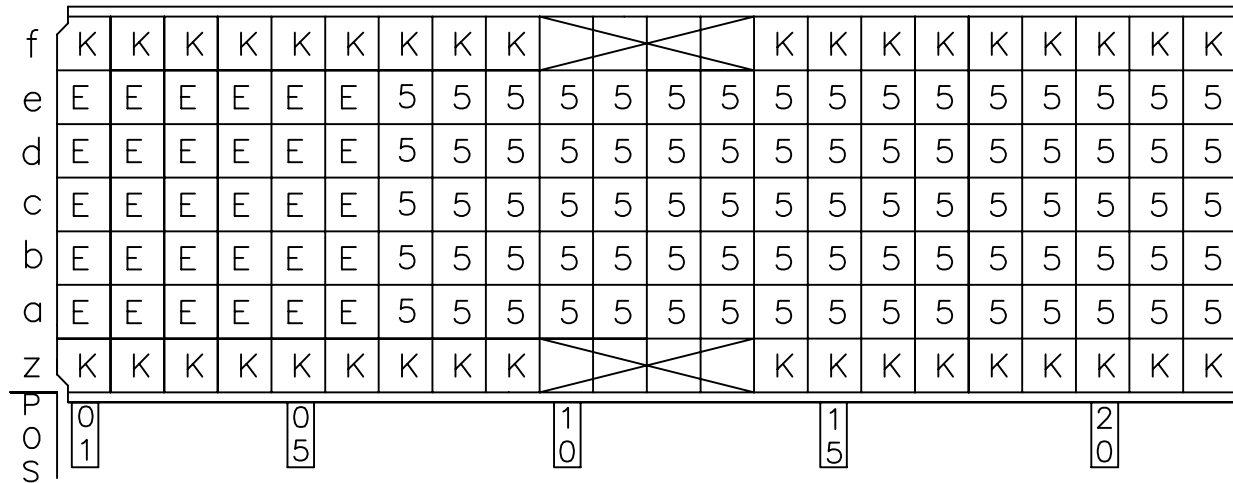 f K K K K K K K K K K K K K K K K K K
e E E E E E E 5 5 5 5 5 5 5 5 5 5 5 5 5 5 5 5
d E E E E E E 5 5 5 5 5 5 5 5 5 5 5 5 5 5 5 5
c E E E E E E 5 5 5 5 5 5 5 5 5 5 5 5 5 5 5 5
b E E E E E E 5 5 5 5 5 5 5 5 5 5 5 5 5 5 5 5
a E E E E E E 5 5 5 5 5 5 5 5 5 5 5 5 5 5 5 5
z K K K K K K K K K K K K K K K K K K
POS 01 05 10 15 20